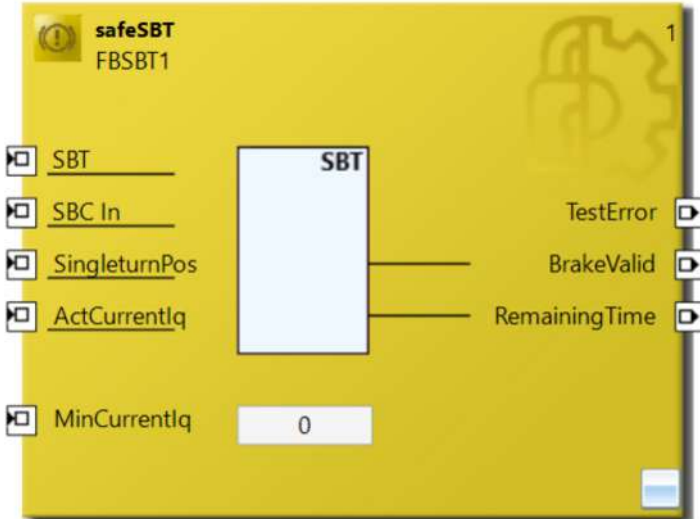 safeSBT
1
FBSBT1
SBT
SBT
SBC In
TestError
SingleturnPos
BrakeValid
ActCurrentIq
RemainingTime
MinCurrentIq
0